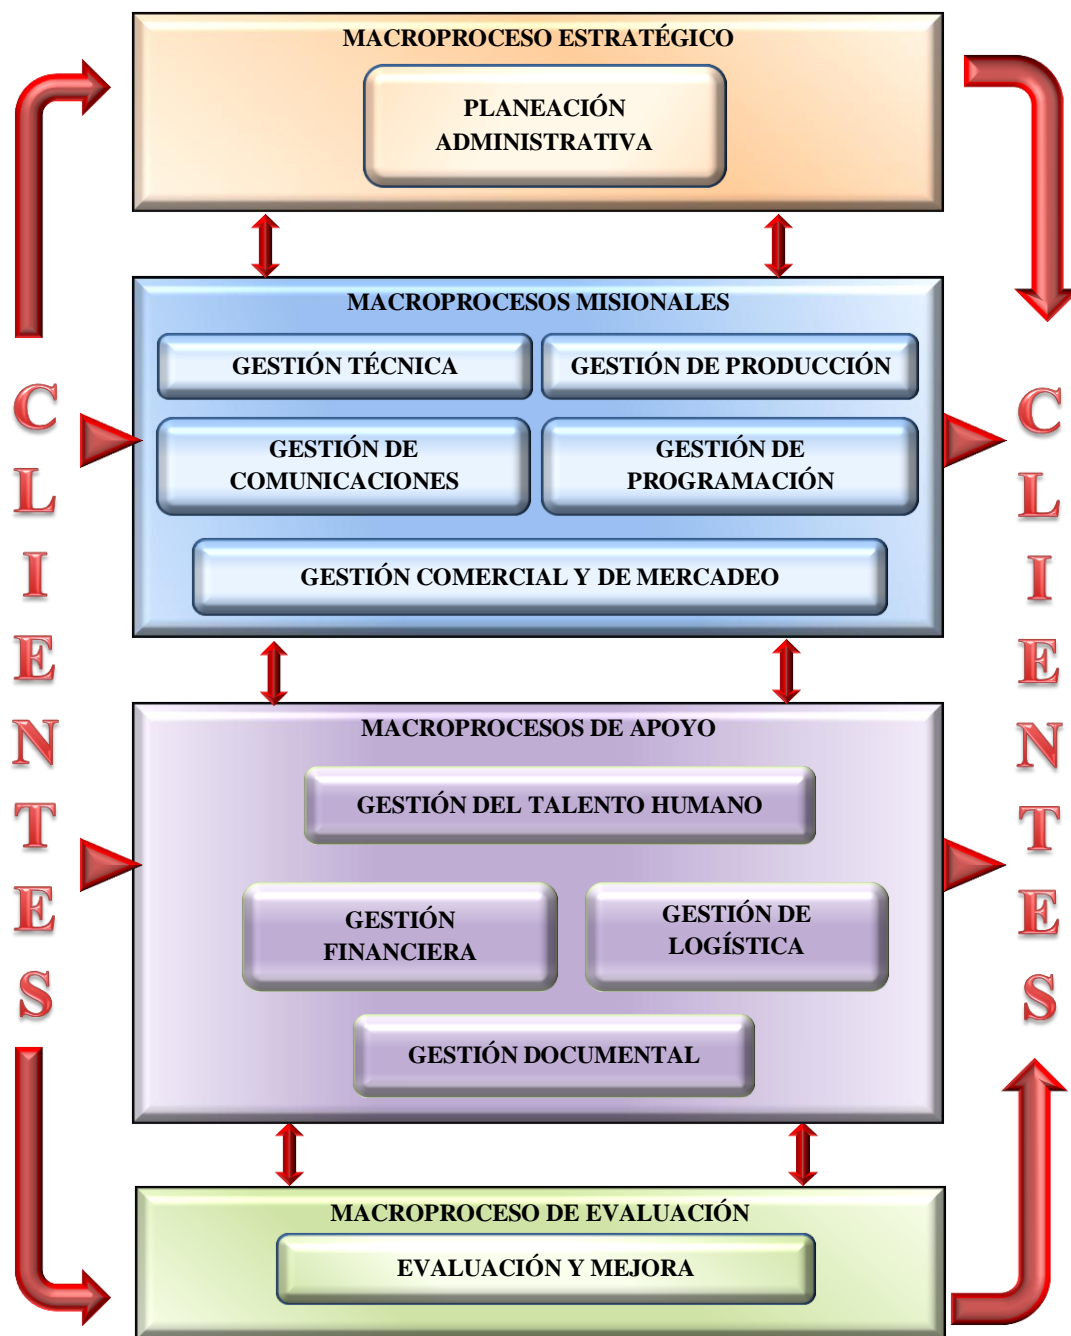 MACROPROCESO ESTRATÉGICO
PLANEACIÓN
ADMINISTRATIVA
MACROPROCESOS MISIONALES
GESTIÓN TÉCNICA
GESTIÓN DE PRODUCCIÓN
GESTIÓN DE
COMUNICACIONES
GESTIÓN DE
PROGRAMACIÓN
GESTIÓN COMERCIAL Y DE MERCADEO
MACROPROCESOS DE APOYO
GESTIÓN DEL TALENTO HUMANO
GESTIÓN
FINANCIERA
GESTIÓN DE
LOGÍSTICA
GESTIÓN DOCUMENTAL
MACROPROCESO DE EVALUACIÓN
EVALUACIÓN Y MEJORA
CLIENTES
CLIENTES